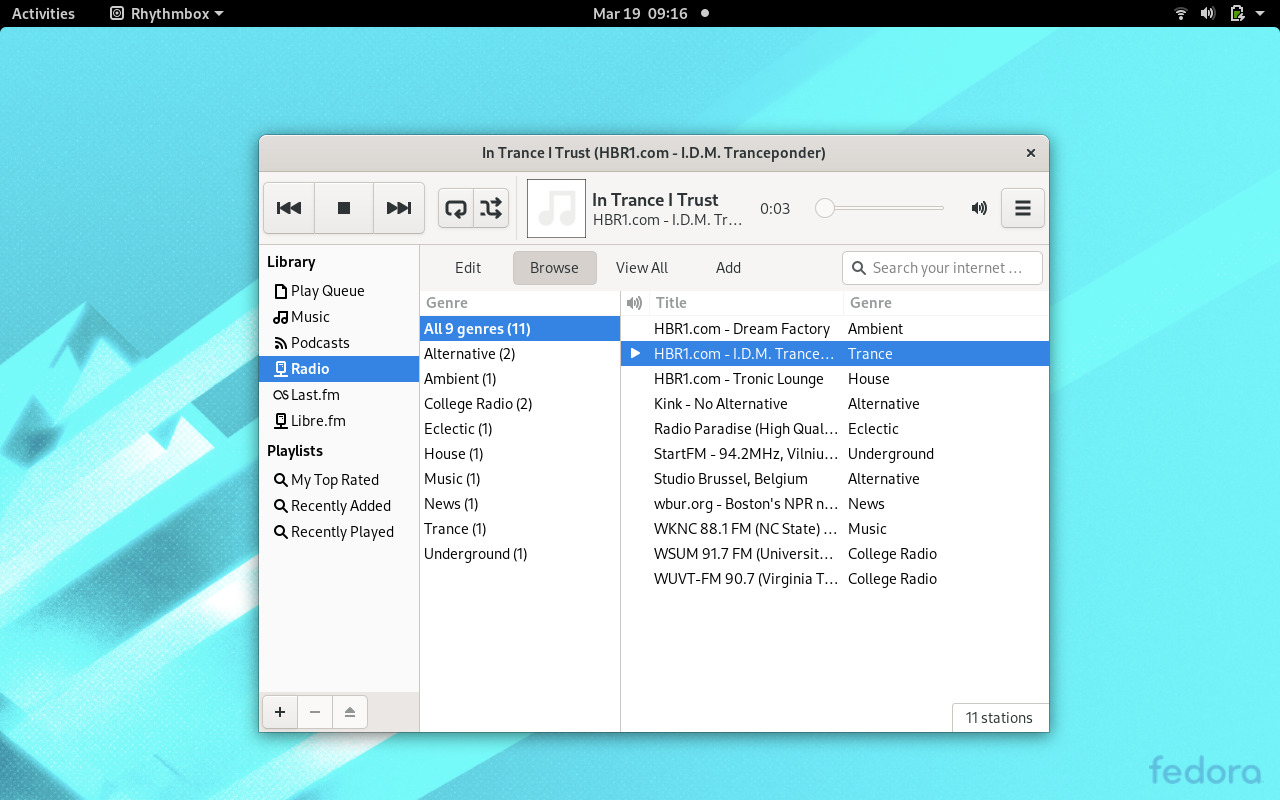 Activities Rhythmbox Mar 19 09:16
In Trance I Trust (HBR1.com - I.D.M. Tranceponder)
In Trance I Trust
HBR1.com - I.D.M. Tr…
0:03
Library
Play Queue
Music
Podcasts
Radio
Last.fm
Libre.fm
Playlists
My Top Rated
Recently Added
Recently Played
Edit Browse View All Add Search your internet …
Genre
All 9 genres (11)
Alternative (2)
Ambient (1)
College Radio (2)
Eclectic (1)
House (1)
Music (1)
News (1)
Trance (1)
Underground (1)
Title Genre
HBR1.com - Dream Factory Ambient
HBR1.com - I.D.M. Trance… Trance
HBR1.com - Tronic Lounge House
Kink - No Alternative Alternative
Radio Paradise (High Qual… Eclectic
StartFM - 94.2MHz, Vilniu… Underground
Studio Brussel, Belgium Alternative
wbur.org - Boston's NPR n… News
WKNC 88.1 FM (NC State) … Music
WSUM 91.7 FM (Universit… College Radio
WUVT-FM 90.7 (Virginia T… College Radio
11 stations
fedora